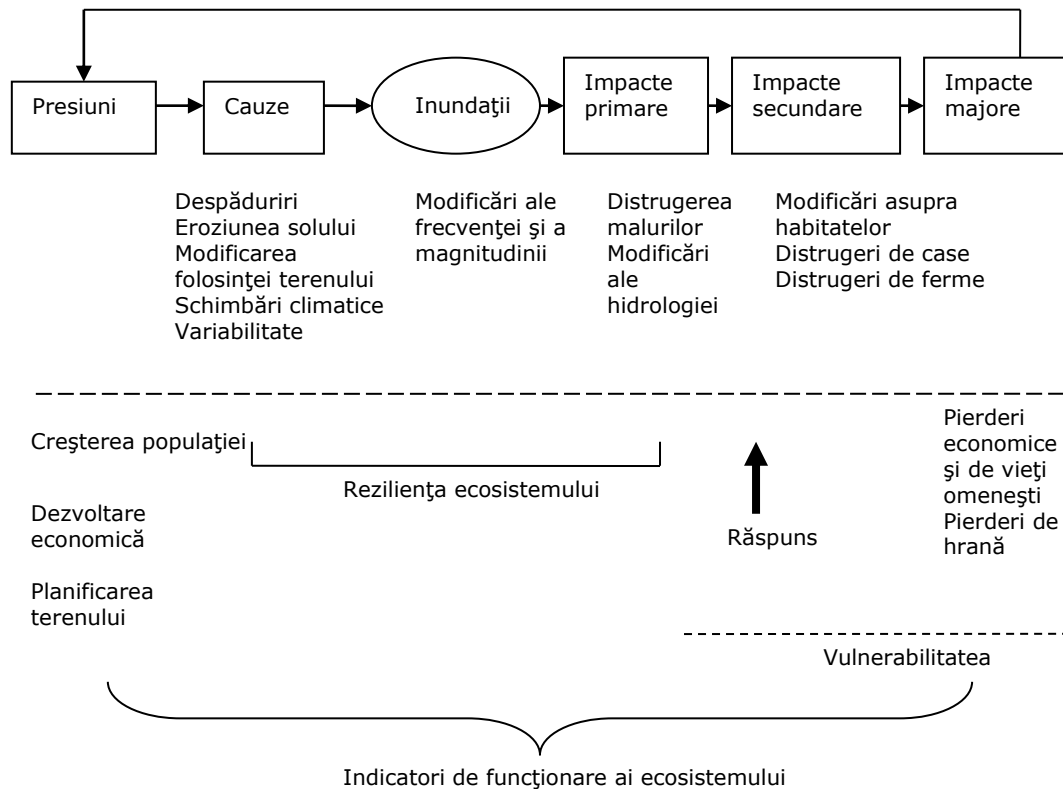 Presiuni
Cauze
Inundaţii
Impacte
primare
Impacte
secundare
Impacte
majore
Despăduriri
Eroziunea solului
Modificarea
folosinţei terenului
Schimbări climatice
Variabilitate
Modificări ale
frecvenţei şi a
magnitudinii
Distrugerea
malurilor
Modificări
ale
hidrologiei
Modificări asupra
habitatelor
Distrugeri de case
Distrugeri de ferme
Creşterea populaţiei
Dezvoltare
economică
Planificarea
terenului
Rezilienţa ecosistemului
Răspuns
Pierderi
economice
şi de vieţi
omeneşti
Pierderi de
hrană
Vulnerabilitatea
Indicatori de funcţionare ai ecosistemului